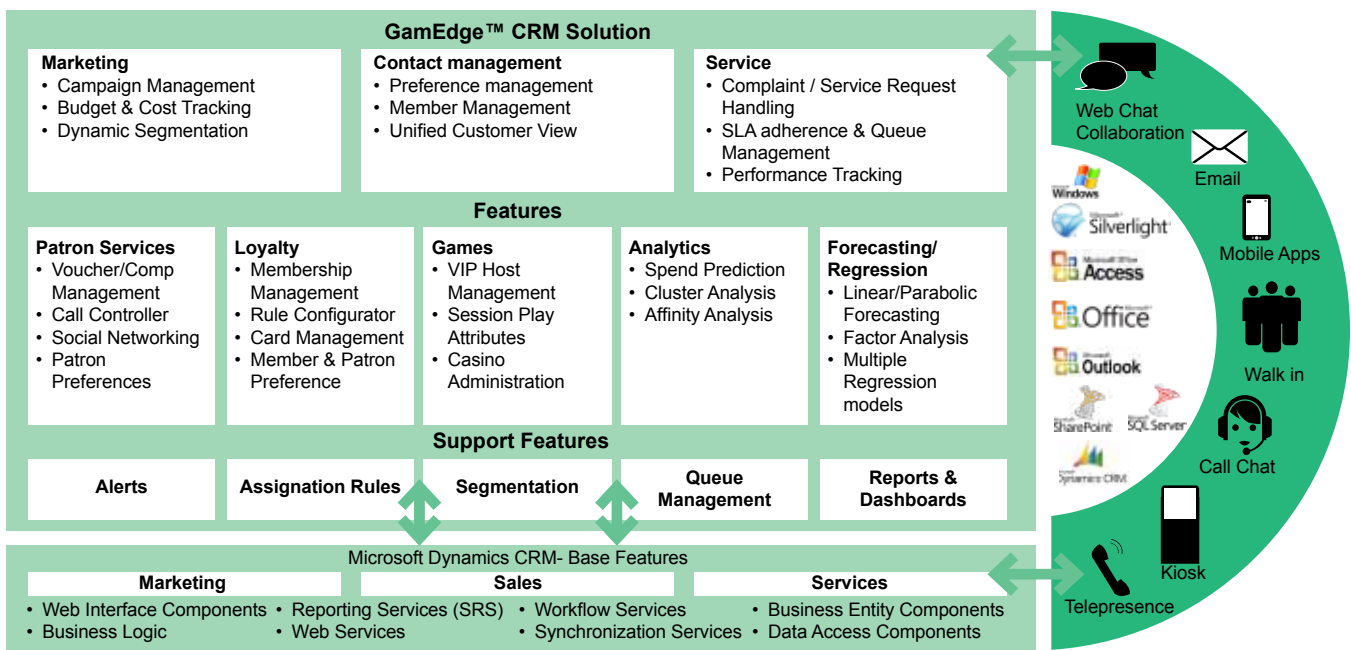 GamEdge™ CRM Solution
Marketing
• Campaign Management
• Budget & Cost Tracking
• Dynamic Segmentation
Contact management
• Preference management
• Member Management
• Unified Customer View
Service
• Complaint / Service Request
Handling
• SLA adherence & Queue
Management
• Performance Tracking
Features
Patron Services
• Voucher/Comp
Management
• Call Controller
• Social Networking
• Patron
Preferences
Loyalty
• Membership
Management
• Rule Configurator
• Card Management
• Member & Patron
Preference
Games
• VIP Host
Management
• Session Play
Attributes
• Casino
Administration
Analytics
• Spend Prediction
• Cluster Analysis
• Affinity Analysis
Forecasting/
Regression
• Linear/Parabolic
Forecasting
• Factor Analysis
• Multiple
Regression
models
Support Features
Alerts
Assignation Rules
Segmentation
Queue
Management
Reports &
Dashboards
Microsoft Dynamics CRM- Base Features
Marketing
Sales
Services
• Web Interface Components
• Business Logic
• Reporting Services (SRS)
• Web Services
• Workflow Services
• Synchronization Services
• Business Entity Components
• Data Access Components
Web Chat
Collaboration
Email
Mobile Apps
Walk in
Call Chat
Kiosk
Telepresence
Windows
Silverlight
Microsoft Office
Access
Office
Outlook
SharePoint
SQL Server
Dynamics CRM